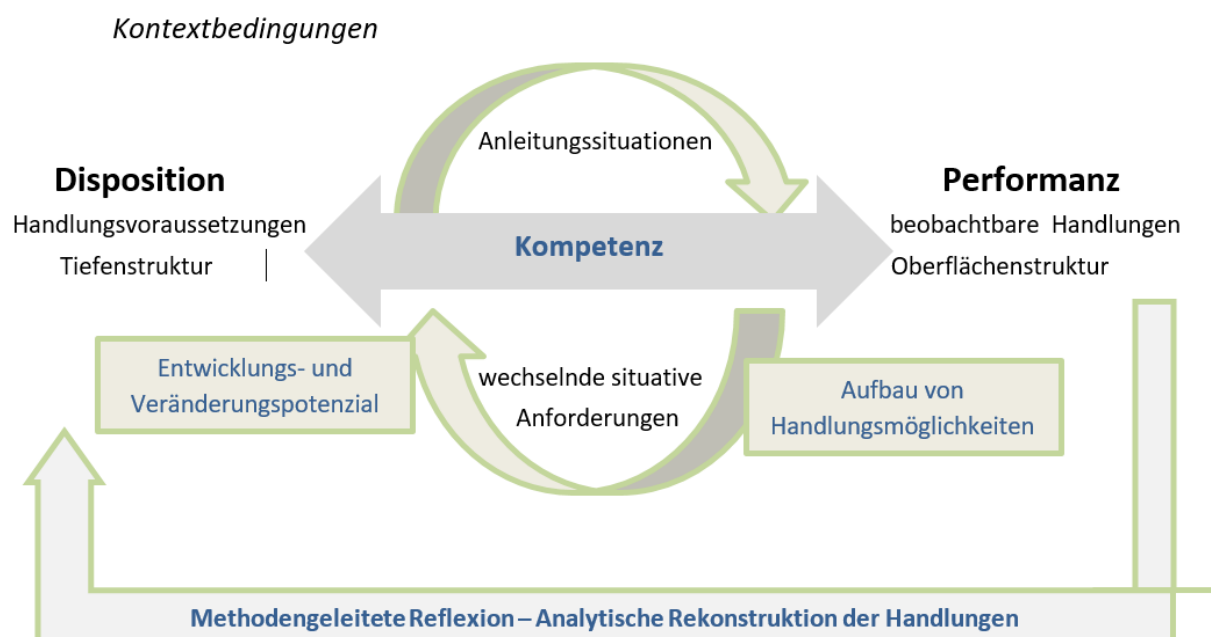 Kontextbedingungen
Anleitungssituationen
Disposition
Handlungsvoraussetzungen
Tiefenstruktur
Kompetenz
Performanz
beobachtbare Handlungen
Oberflächenstruktur
Entwicklungs- und
Veränderungspotenzial
wechselnde situative
Anforderungen
Aufbau von
Handlungsmöglichkeiten
Methodengeleitete Reflexion – Analytische Rekonstruktion der Handlungen